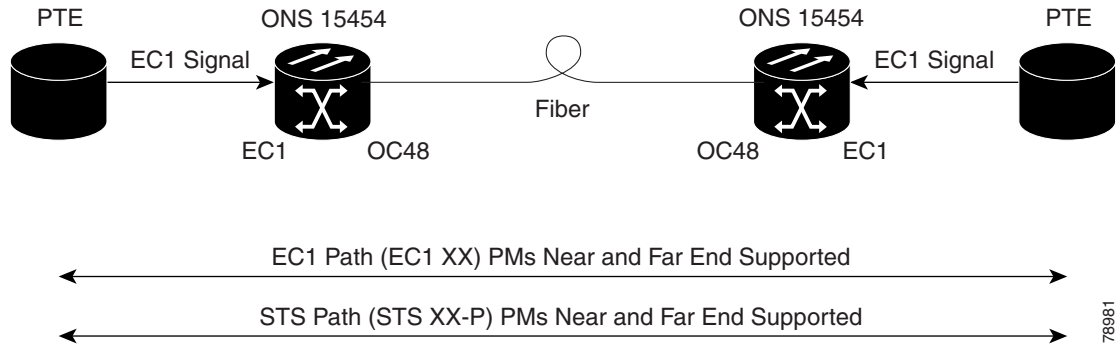 PTE
ONS 15454
ONS 15454
PTE
EC1 Signal
EC1 Signal
Fiber
EC1
OC48
OC48
EC1
EC1 Path (EC1 XX) PMs Near and Far End Supported
STS Path (STS XX-P) PMs Near and Far End Supported
78981